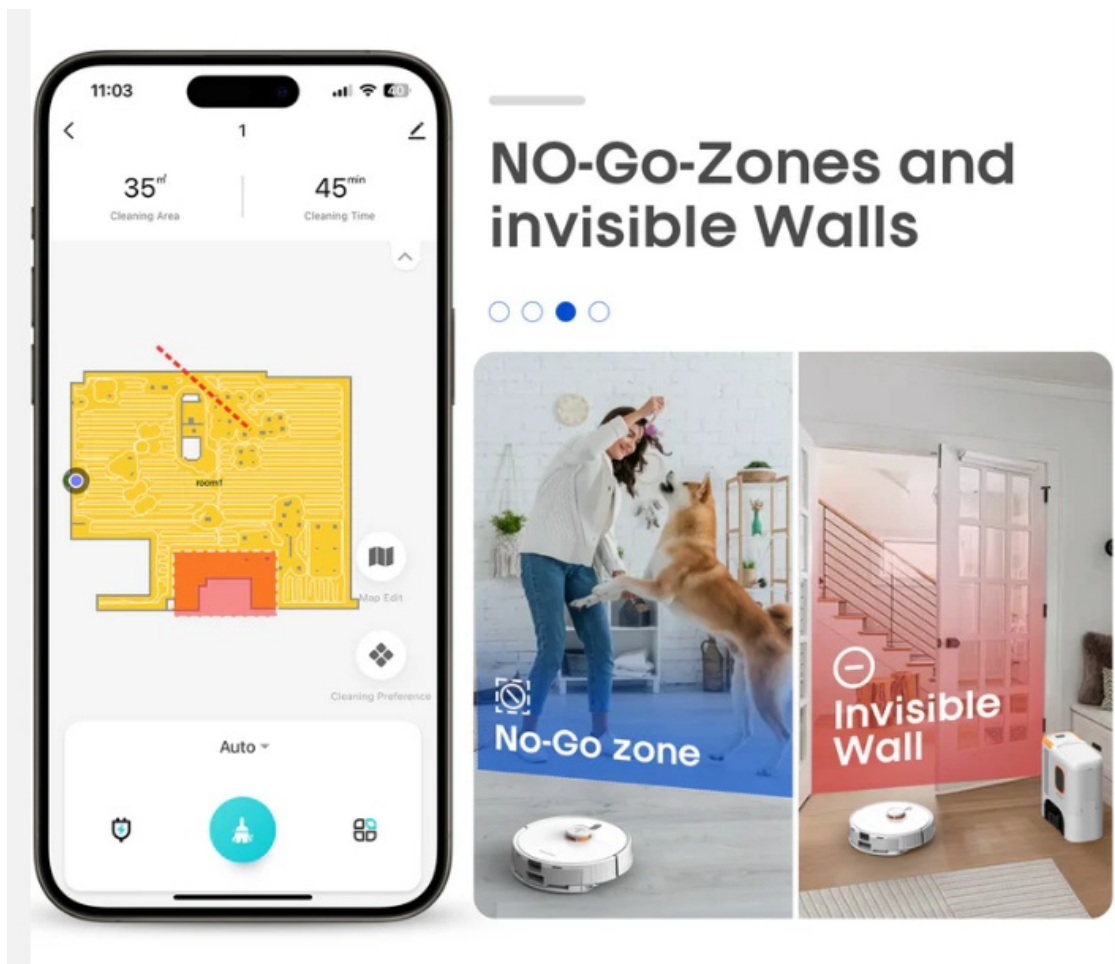 11:03
40
1
35㎡
45min
Cleaning Area
Cleaning Time
room1
Map Edit
Cleaning Preference
Auto
NO-Go-Zones and
invisible Walls
No-Go zone
Invisible
Wall